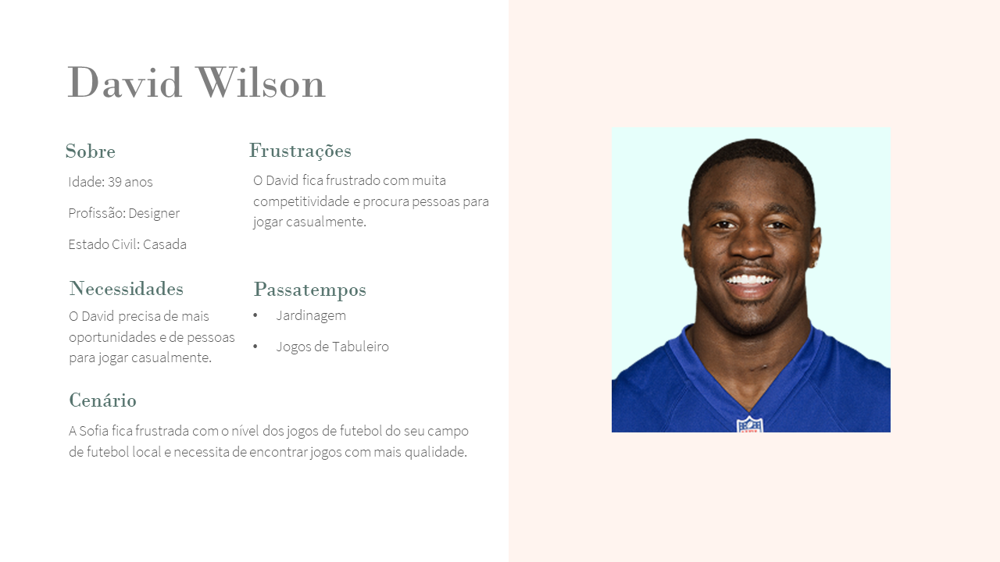 David Wilson
Sobre
Idade: 39 anos
Profissão: Designer
Estado Civil: Casada
Frustrações
O David fica frustrado com muita
competitividade e procura pessoas para
jogar casualmente.
Necessidades
O David precisa de mais
oportunidades e de pessoas
para jogar casualmente.
Passatempos
• Jardinagem
• Jogos de Tabuleiro
Cenário
A Sofia fica frustrada com o nível dos jogos de futebol do seu campo
de futebol local e necessita de encontrar jogos com mais qualidade.